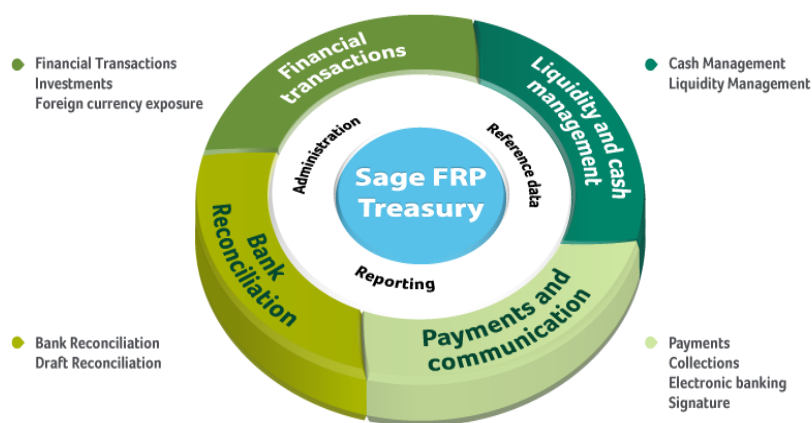 Financial Transactions
Investments
Foreign currency exposure
Financial
transactions
Liquidity and cash
management
Cash Management
Liquidity Management
Administration
Reference data
Sage FRP
Treasury
Reporting
Bank
Reconciliation
Payments and
communication
Bank Reconciliation
Draft Reconciliation
Payments
Collections
Electronic banking
Signature